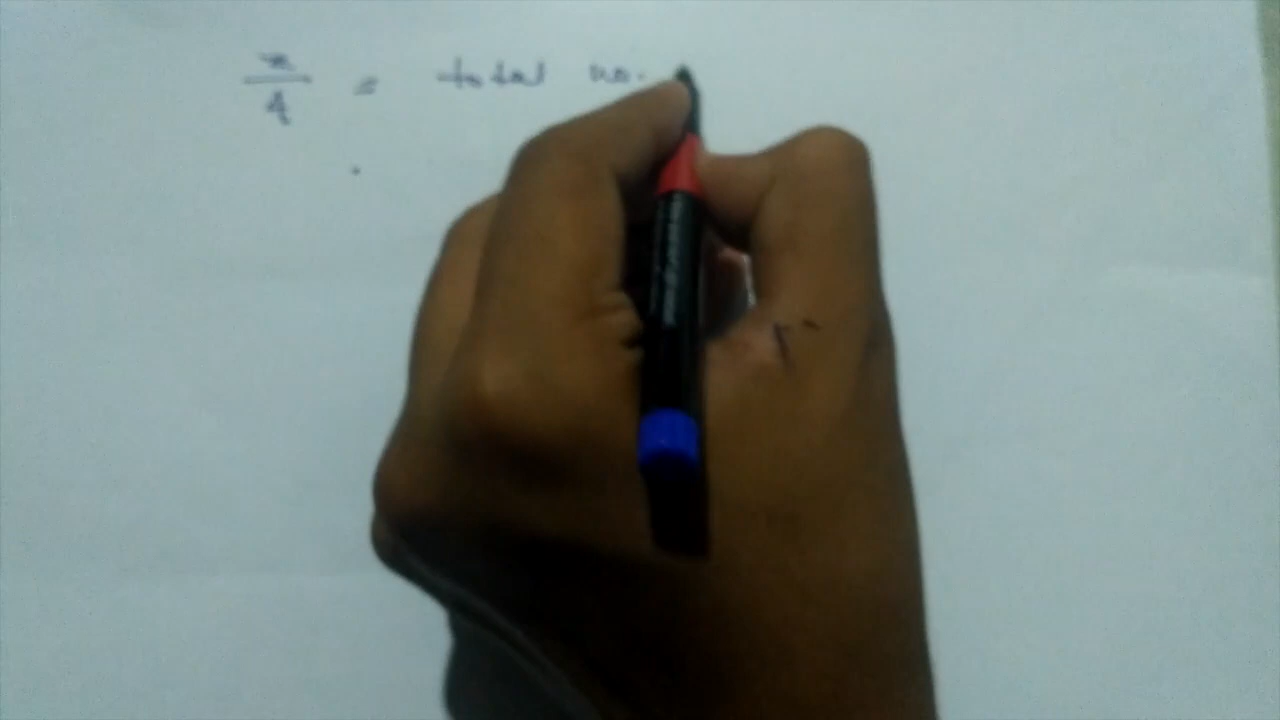 π/4 = total no.